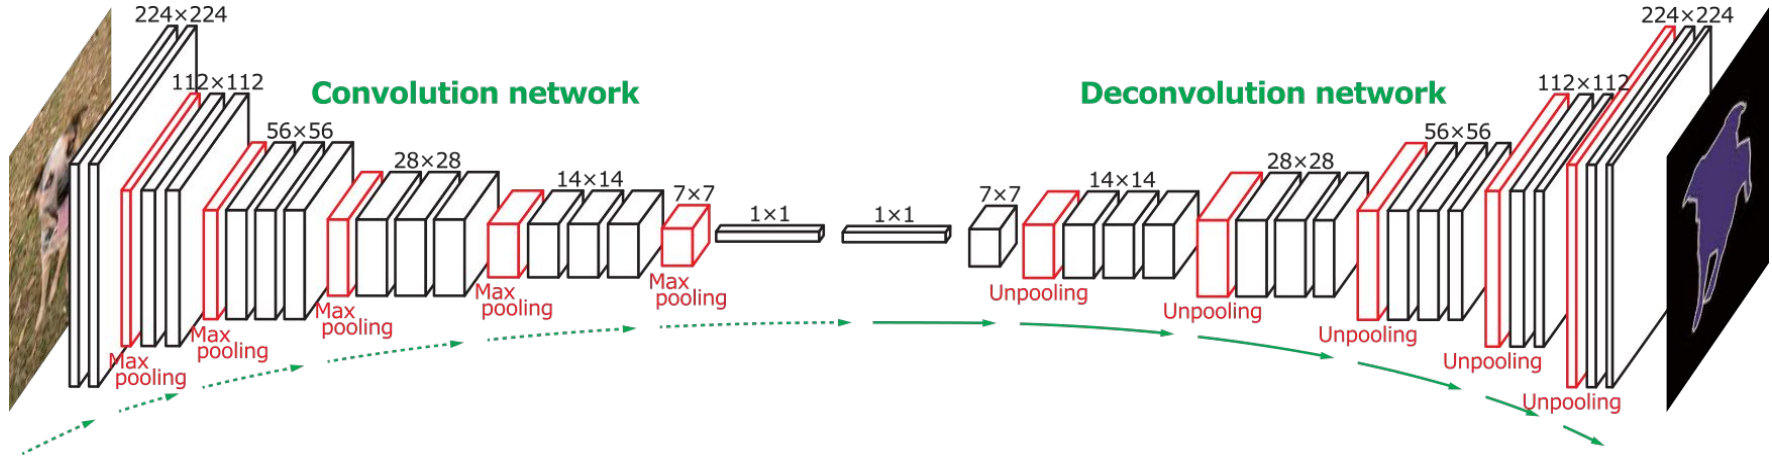 224×224
112×112
Convolution network
56×56
28×28
14×14
7×7
1×1
1×1
7×7
14×14
28×28
Deconvolution network
56×56
112×112
224×224
Max
pooling
Max
pooling
Max
pooling
Max
pooling
Max
pooling
Unpooling
Unpooling
Unpooling
Unpooling
Unpooling